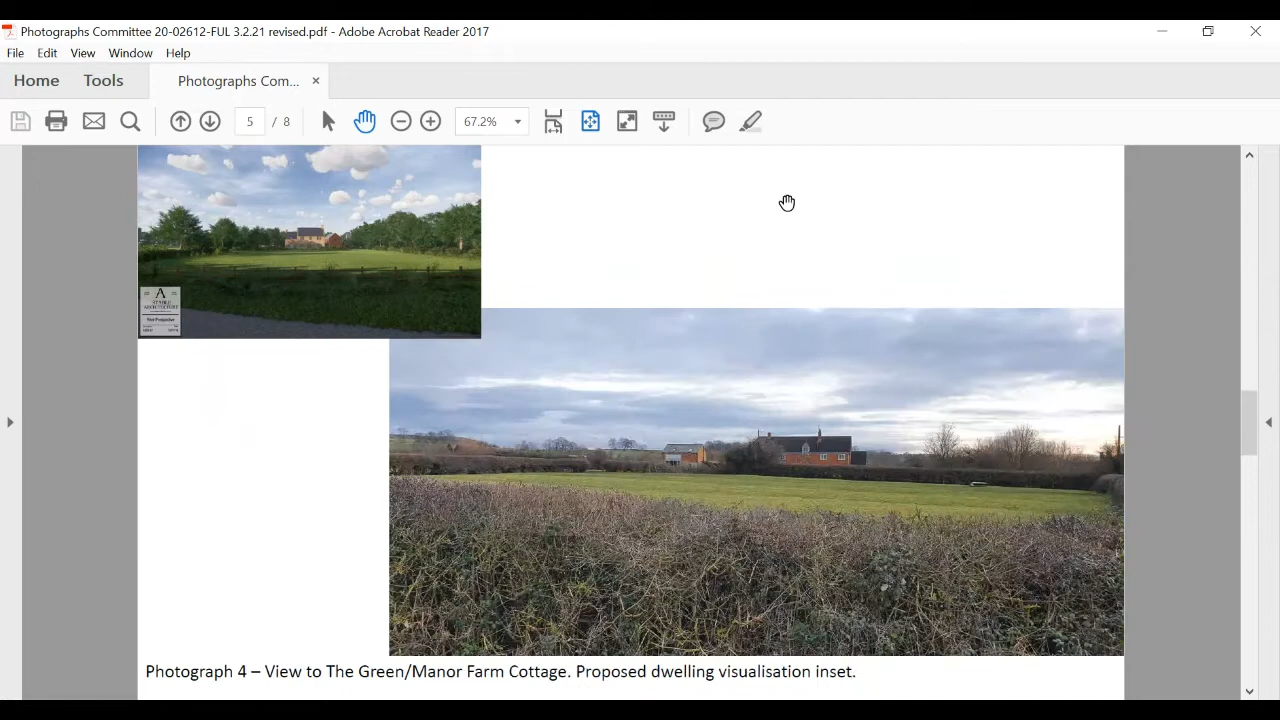 Photographs Committee 20-02612-FUL 3.2.21 revised.pdf - Adobe Acrobat Reader 2017
File Edit View Window Help
Home Tools Photographs Com... ×
5 / 8 67.2%
A
STABLE
ARCHITECTURE
Photograph 4 – View to The Green/Manor Farm Cottage. Proposed dwelling visualisation inset.